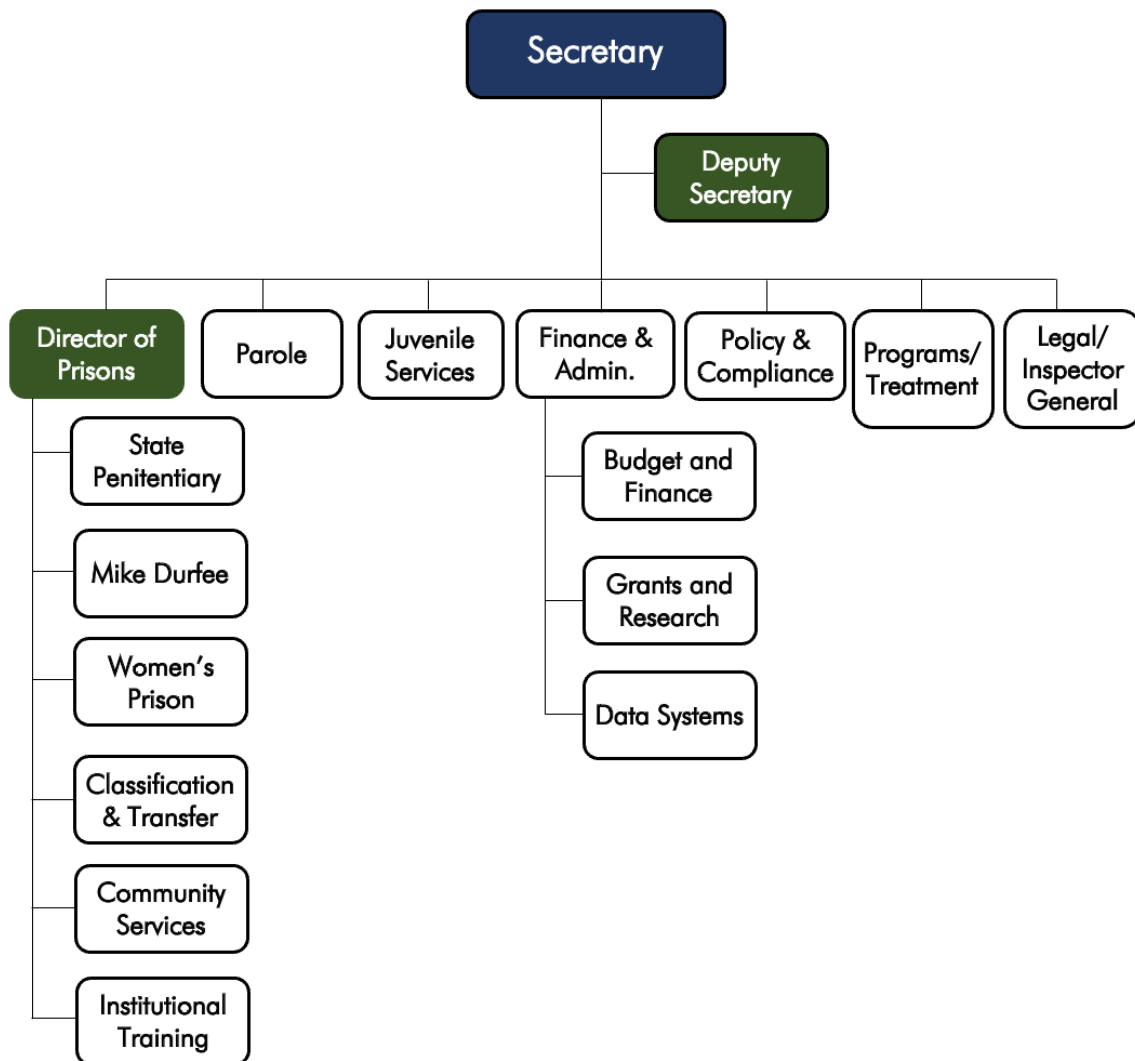 Secretary
Deputy
Secretary
Director of
Prisons
Parole
Juvenile
Services
Finance &
Admin.
Policy &
Compliance
Programs/
Treatment
Legal/
Inspector
General
State
Penitentiary
Mike Durfee
Women's
Prison
Classification
& Transfer
Community
Services
Institutional
Training
Budget and
Finance
Grants and
Research
Data Systems